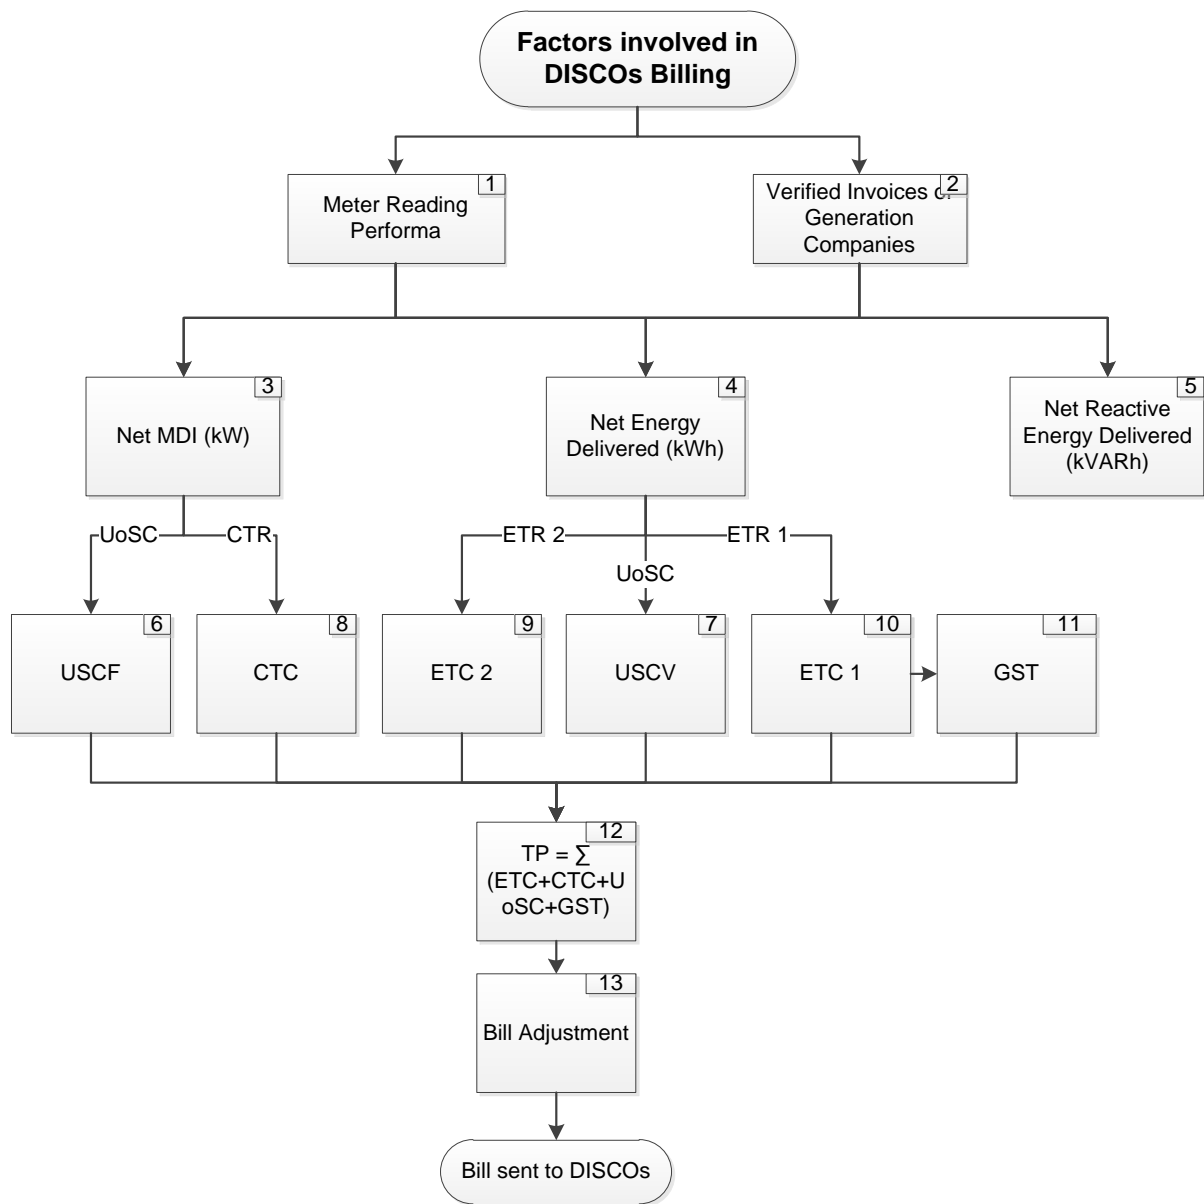 Factors involved in
DISCOs Billing
1
Meter Reading
Performa
2
Verified Invoices of
Generation
Companies
3
Net MDI (kW)
4
Net Energy
Delivered (kWh)
5
Net Reactive
Energy Delivered
(kVARh)
UoSC
CTR
ETR 2
UoSC
ETR 1
6
USCF
8
CTC
9
ETC 2
7
USCV
10
ETC 1
11
GST
12
TP = ∑
(ETC+CTC+U
oSC+GST)
13
Bill Adjustment
Bill sent to DISCOs